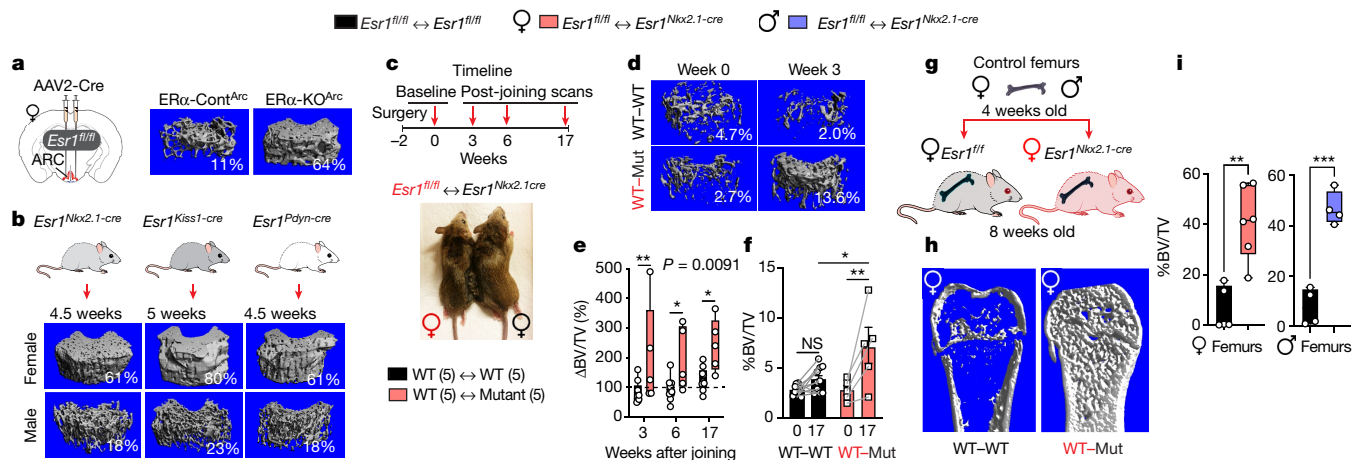 Esr1fl/fl ↔ Esr1fl/fl
♀ Esr1fl/fl ↔ Esr1Nkx2.1-cre
♂ Esr1fl/fl ↔ Esr1Nkx2.1-cre
a
AAV2-Cre
♀
Esr1fl/fl
ARC
ERα-ContArc
ERα-KOArc
11%
64%
b
Esr1Nkx2.1-cre
Esr1Kiss1-cre
Esr1Pdyn-cre
4.5 weeks
5 weeks
4.5 weeks
Female
61%
80%
61%
Male
18%
23%
18%
c
Timeline
Baseline
Post-joining scans
Surgery
−2
0
3
6
17
Weeks
Esr1fl/fl ↔ Esr1Nkx2.1cre
♀
♀
WT (5) ↔ WT (5)
WT (5) ↔ Mutant (5)
d
Week 0
Week 3
WT–WT
4.7%
2.0%
WT–Mut
2.7%
13.6%
e
P = 0.0091
ΔBV/TV (%)
500
400
300
200
100
0
**
*
*
3
6
17
Weeks after joining
f
%BV/TV
15
10
5
0
*
**
NS
0
17
0
17
WT–WT
WT–Mut
g
Control femurs
♀
♂
4 weeks old
♀ Esr1f/f
♀ Esr1Nkx2.1-cre
8 weeks old
h
♀
♀
WT–WT
WT–Mut
i
%BV/TV
60
40
20
0
**
♀ Femurs
60
40
20
0
***
♂ Femurs